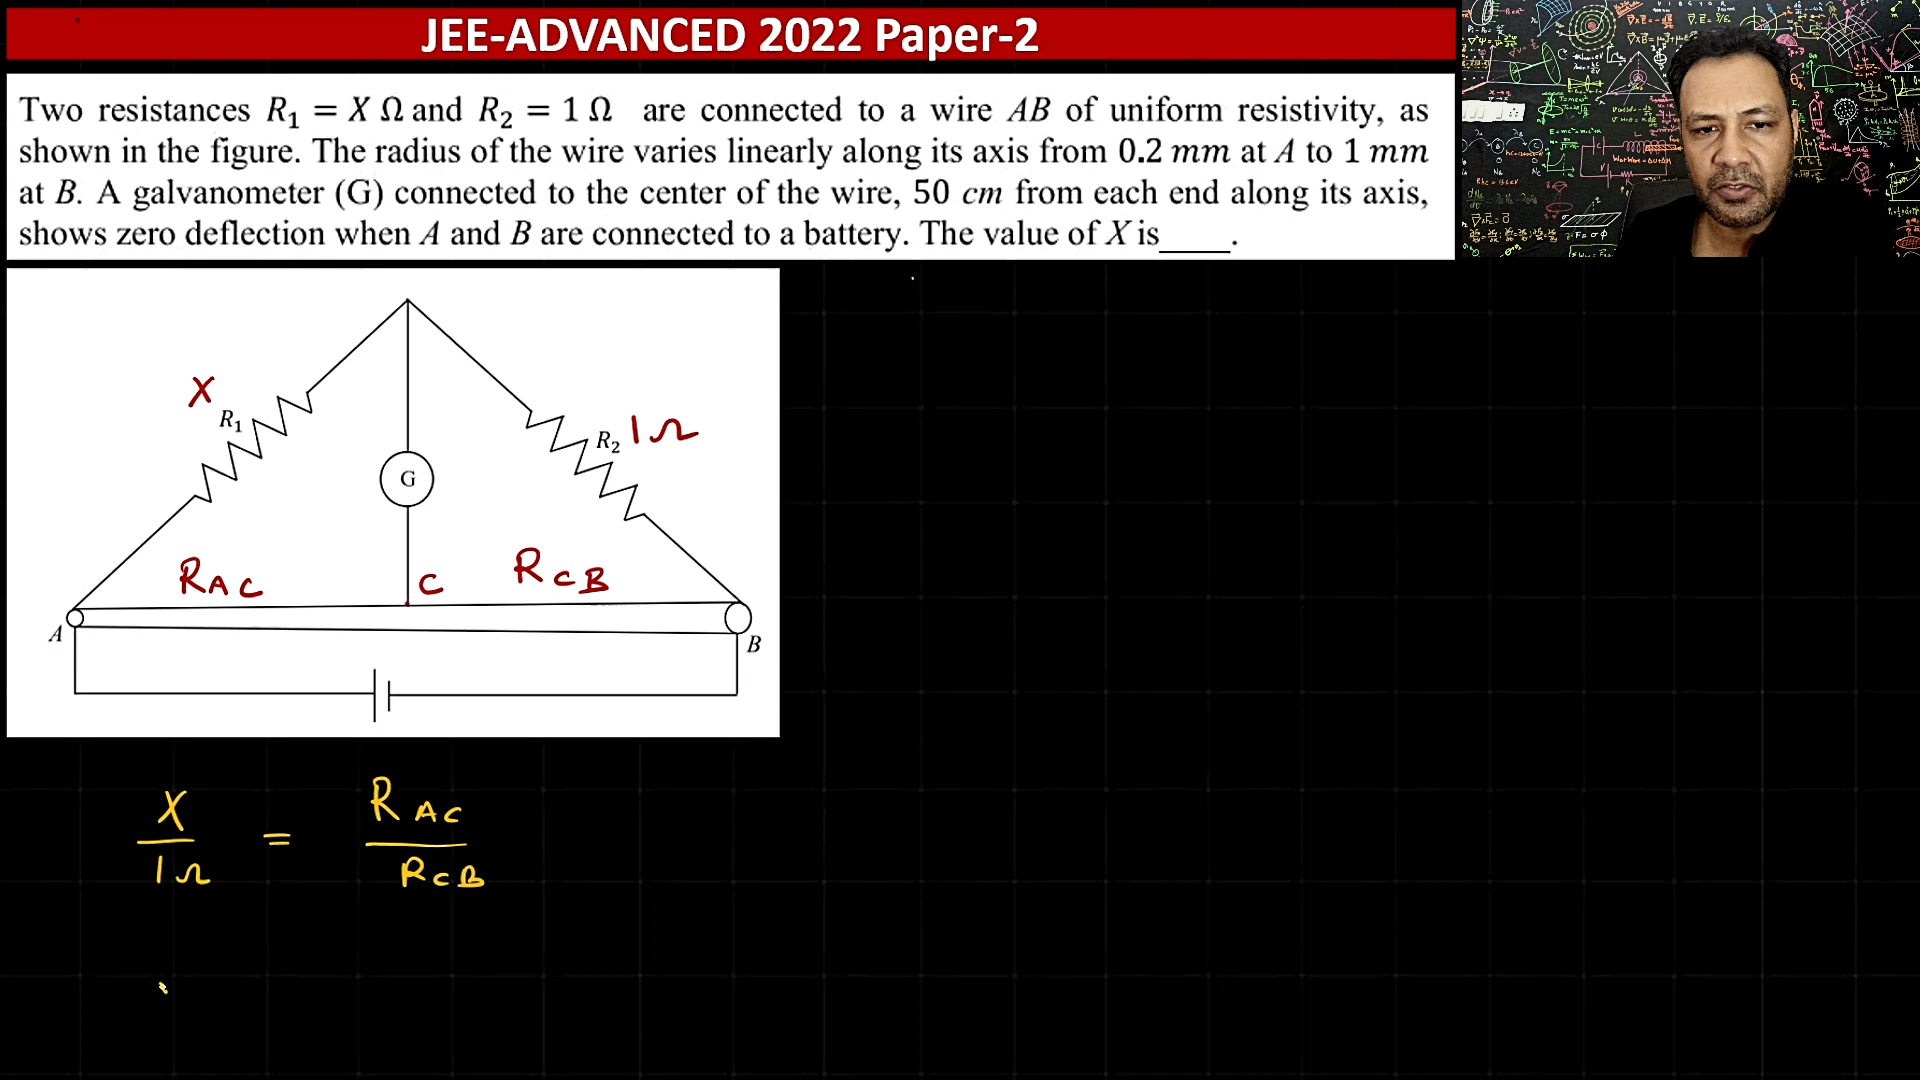 JEE-ADVANCED 2022 Paper-2
Two resistances R₁ = X Ω and R₂ = 1 Ω are connected to a wire AB of uniform resistivity, as
shown in the figure. The radius of the wire varies linearly along its axis from 0.2 mm at A to 1 mm
at B. A galvanometer (G) connected to the center of the wire, 50 cm from each end along its axis,
shows zero deflection when A and B are connected to a battery. The value of X is_____.
X
R₁
R₂ 1Ω
G
R_AC
C
R_CB
A
B
X/1Ω = R_AC/R_CB